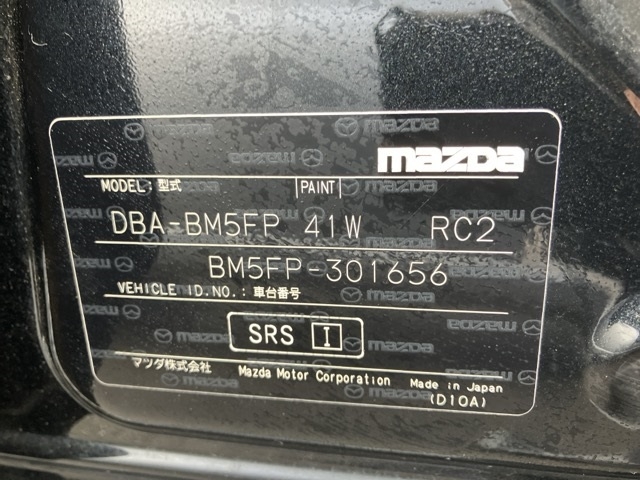 mazda
MODEL:型式 PAINT
DBA-BM5FP 41W RC2
BM5FP-301656
VEHICLE ID.NO.:車台番号
SRS I
マツダ株式会社 Mazda Motor Corporation Made in Japan
(D10A)